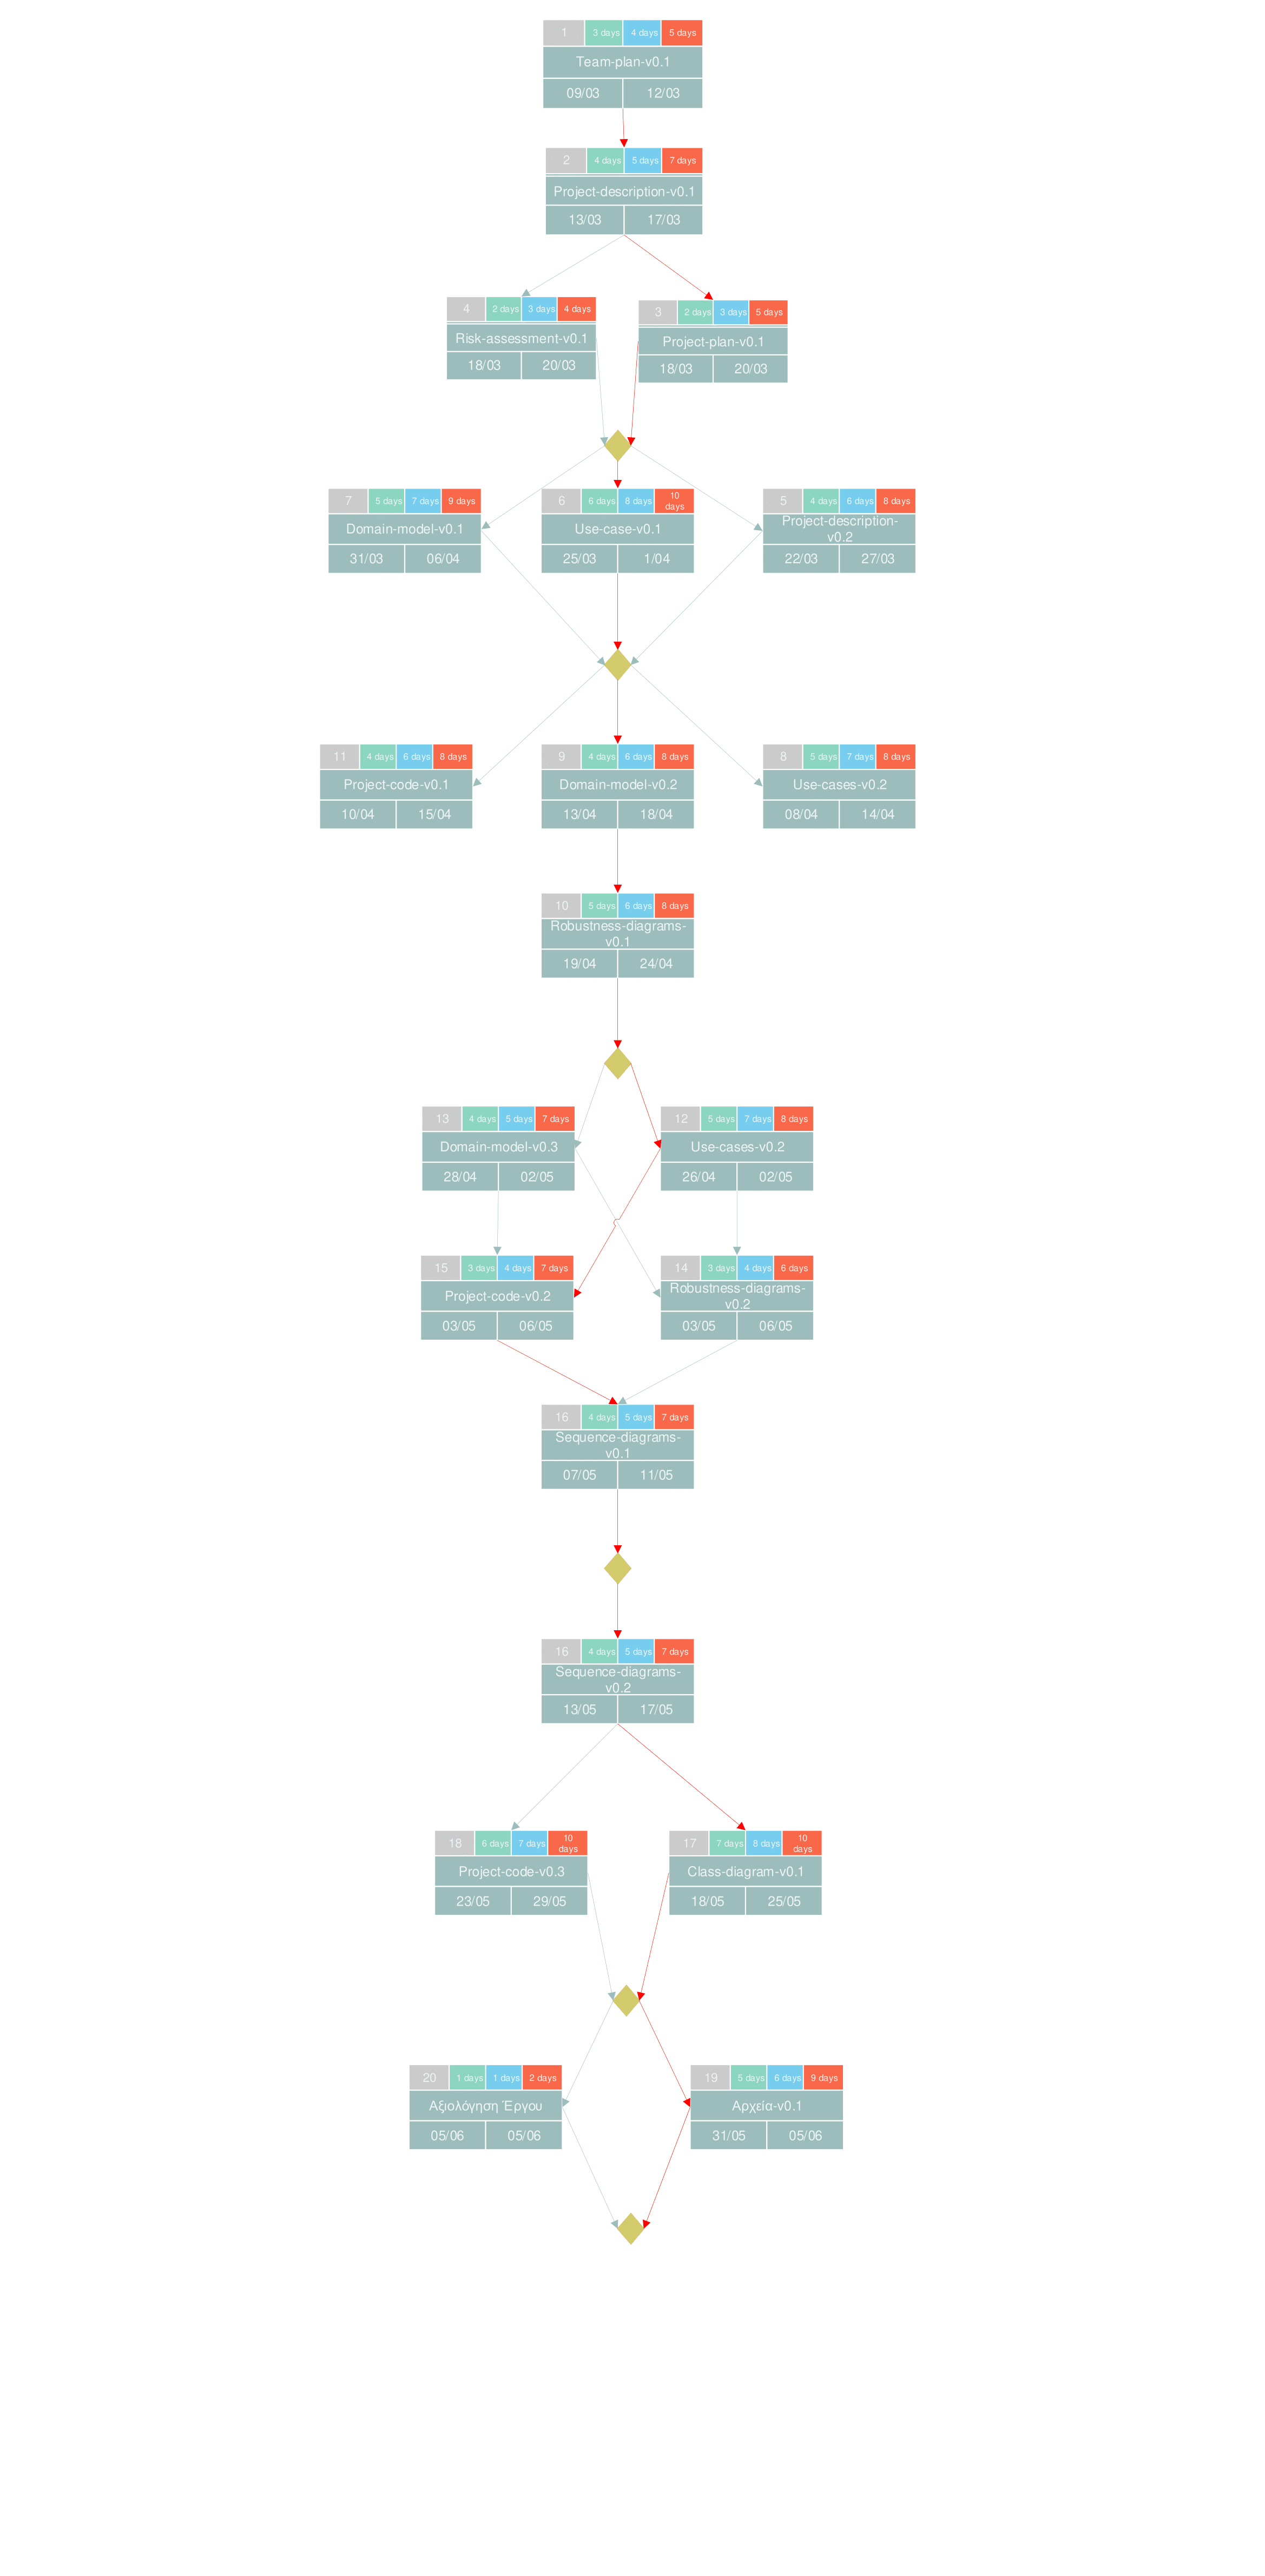 1 3 days 4 days 5 days
Team-plan-v0.1
09/03 12/03
2 4 days 5 days 7 days
Project-description-v0.1
13/03 17/03
4 2 days 3 days 4 days
Risk-assessment-v0.1
18/03 20/03
3 2 days 3 days 5 days
Project-plan-v0.1
18/03 20/03
7 5 days 7 days 9 days
Domain-model-v0.1
31/03 06/04
6 6 days 8 days 10 days
Use-case-v0.1
25/03 1/04
5 4 days 6 days 8 days
Project-description-
v0.2
22/03 27/03
11 4 days 6 days 8 days
Project-code-v0.1
10/04 15/04
9 4 days 6 days 8 days
Domain-model-v0.2
13/04 18/04
8 5 days 7 days 8 days
Use-cases-v0.2
08/04 14/04
10 5 days 6 days 8 days
Robustness-diagrams-
v0.1
19/04 24/04
13 4 days 5 days 7 days
Domain-model-v0.3
28/04 02/05
12 5 days 7 days 8 days
Use-cases-v0.2
26/04 02/05
15 3 days 4 days 7 days
Project-code-v0.2
03/05 06/05
14 3 days 4 days 6 days
Robustness-diagrams-
v0.2
03/05 06/05
16 4 days 5 days 7 days
Sequence-diagrams-
v0.1
07/05 11/05
16 4 days 5 days 7 days
Sequence-diagrams-
v0.2
13/05 17/05
18 6 days 7 days 10 days
Project-code-v0.3
23/05 29/05
17 7 days 8 days 10 days
Class-diagram-v0.1
18/05 25/05
20 1 days 1 days 2 days
Αξιολόγηση Έργου
05/06 05/06
19 5 days 6 days 9 days
Αρχεία-v0.1
31/05 05/06